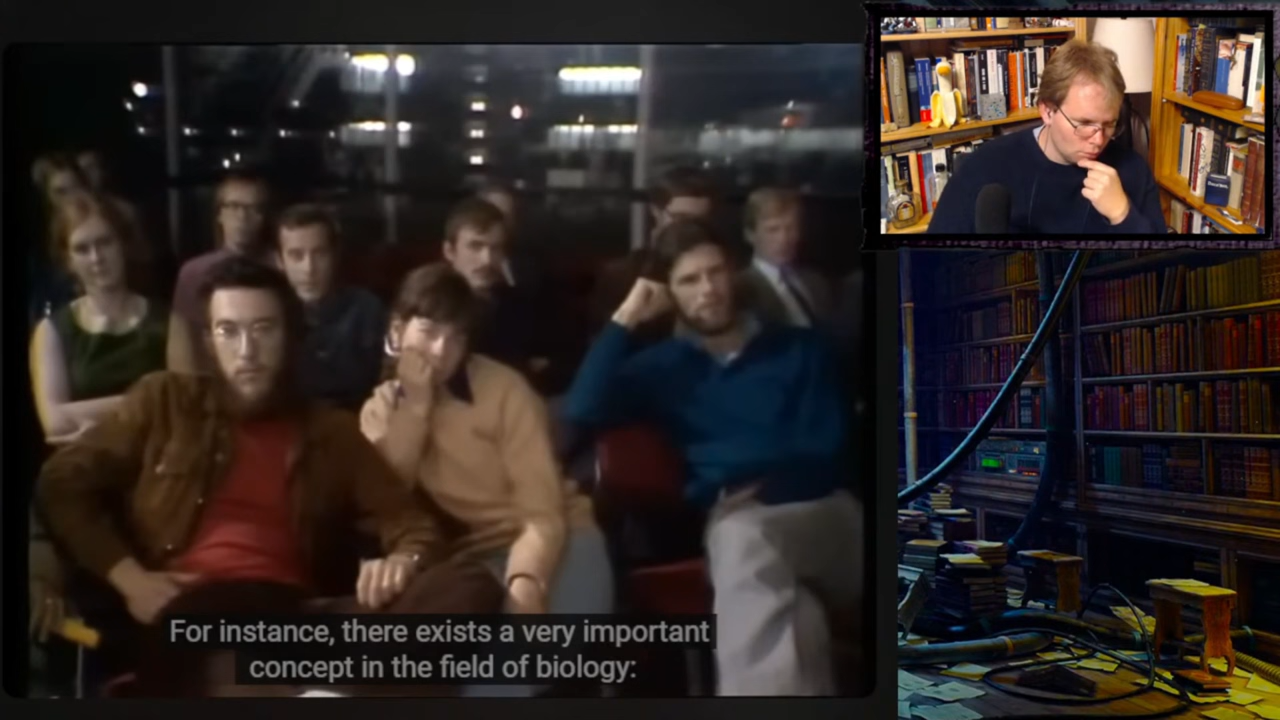 For instance, there exists a very important
concept in the field of biology: